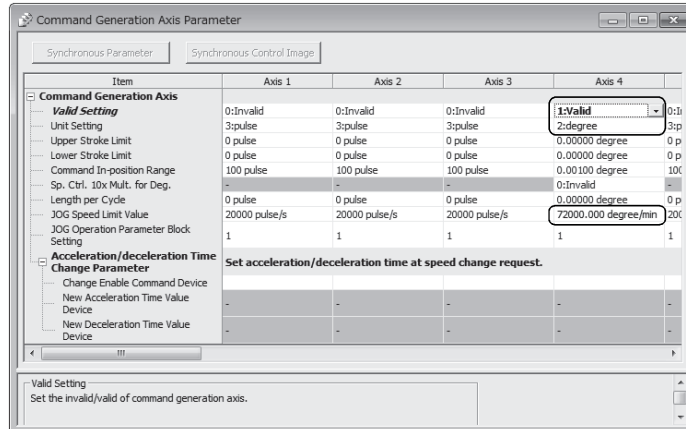 Command Generation Axis Parameter
Synchronous Parameter Synchronous Control Image
Item Axis 1 Axis 2 Axis 3 Axis 4
Command Generation Axis
Valid Setting 0:Invalid 0:Invalid 0:Invalid 1:Valid
Unit Setting 3:pulse 3:pulse 3:pulse 2:degree
Upper Stroke Limit 0 pulse 0 pulse 0 pulse 0.00000 degree
Lower Stroke Limit 0 pulse 0 pulse 0 pulse 0.00000 degree
Command In-position Range 100 pulse 100 pulse 100 pulse 0.00100 degree
Sp. Ctrl. 10x Mult. for Deg. - - - 0:Invalid -
Length per Cycle 0 pulse 0 pulse 0 pulse 0.00000 degree
JOG Speed Limit Value 20000 pulse/s 20000 pulse/s 20000 pulse/s 72000.000 degree/min
JOG Operation Parameter Block
Setting 1 1 1 1 1
Acceleration/deceleration Time
Change Parameter Set acceleration/deceleration time at speed change request.
Change Enable Command Device
New Acceleration Time Value
Device - - - - -
New Deceleration Time Value
Device - - - - -
Valid Setting
Set the invalid/valid of command generation axis.